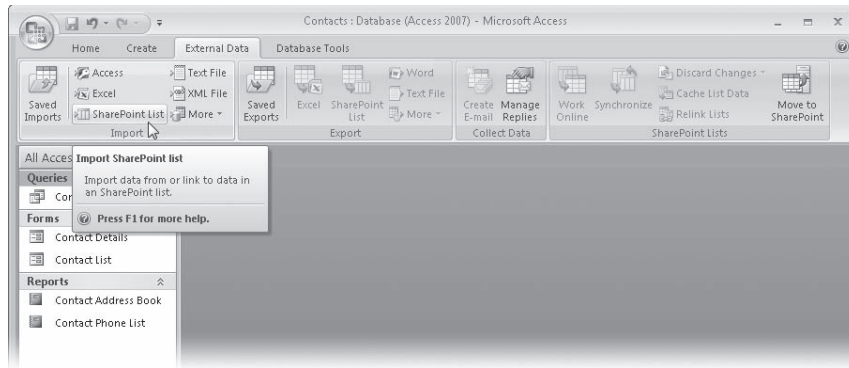 Contacts : Database (Access 2007) - Microsoft Access
Home Create External Data Database Tools
Saved Imports
Access
Excel
SharePoint List
Text File
XML File
More
Import
Saved Exports
Excel
SharePoint List
Word
Text File
More
Export
Create E-mail
Manage Replies
Collect Data
Work Online
Synchronize
Discard Changes
Cache List Data
Relink Lists
Move to SharePoint
SharePoint Lists
All Acces
Import SharePoint list
Import data from or link to data in
an SharePoint list.
Press F1 for more help.
Queries
Con
Forms
Contact Details
Contact List
Reports
Contact Address Book
Contact Phone List